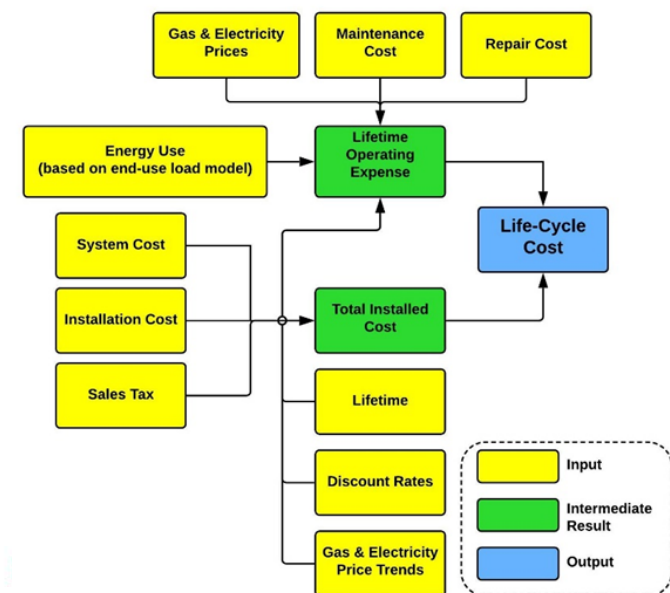 Gas & Electricity
Prices
Maintenance
Cost
Repair Cost
Energy Use
(based on end-use load model)
Lifetime
Operating
Expense
System Cost
Life-Cycle
Cost
Installation Cost
Total Installed
Cost
Sales Tax
Lifetime
Discount Rates
Gas & Electricity
Price Trends
Input
Intermediate
Result
Output